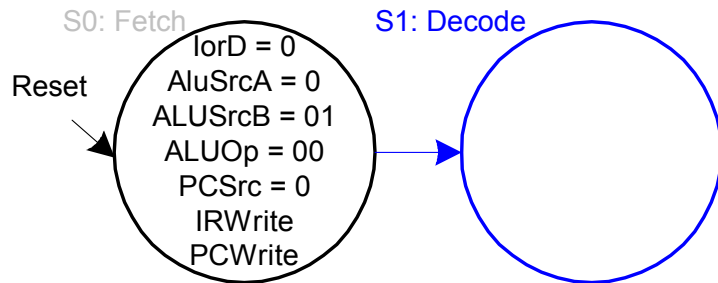 S0: Fetch
S1: Decode
Reset
IorD = 0
AluSrcA = 0
ALUSrcB = 01
ALUOp = 00
PCSrc = 0
IRWrite
PCWrite